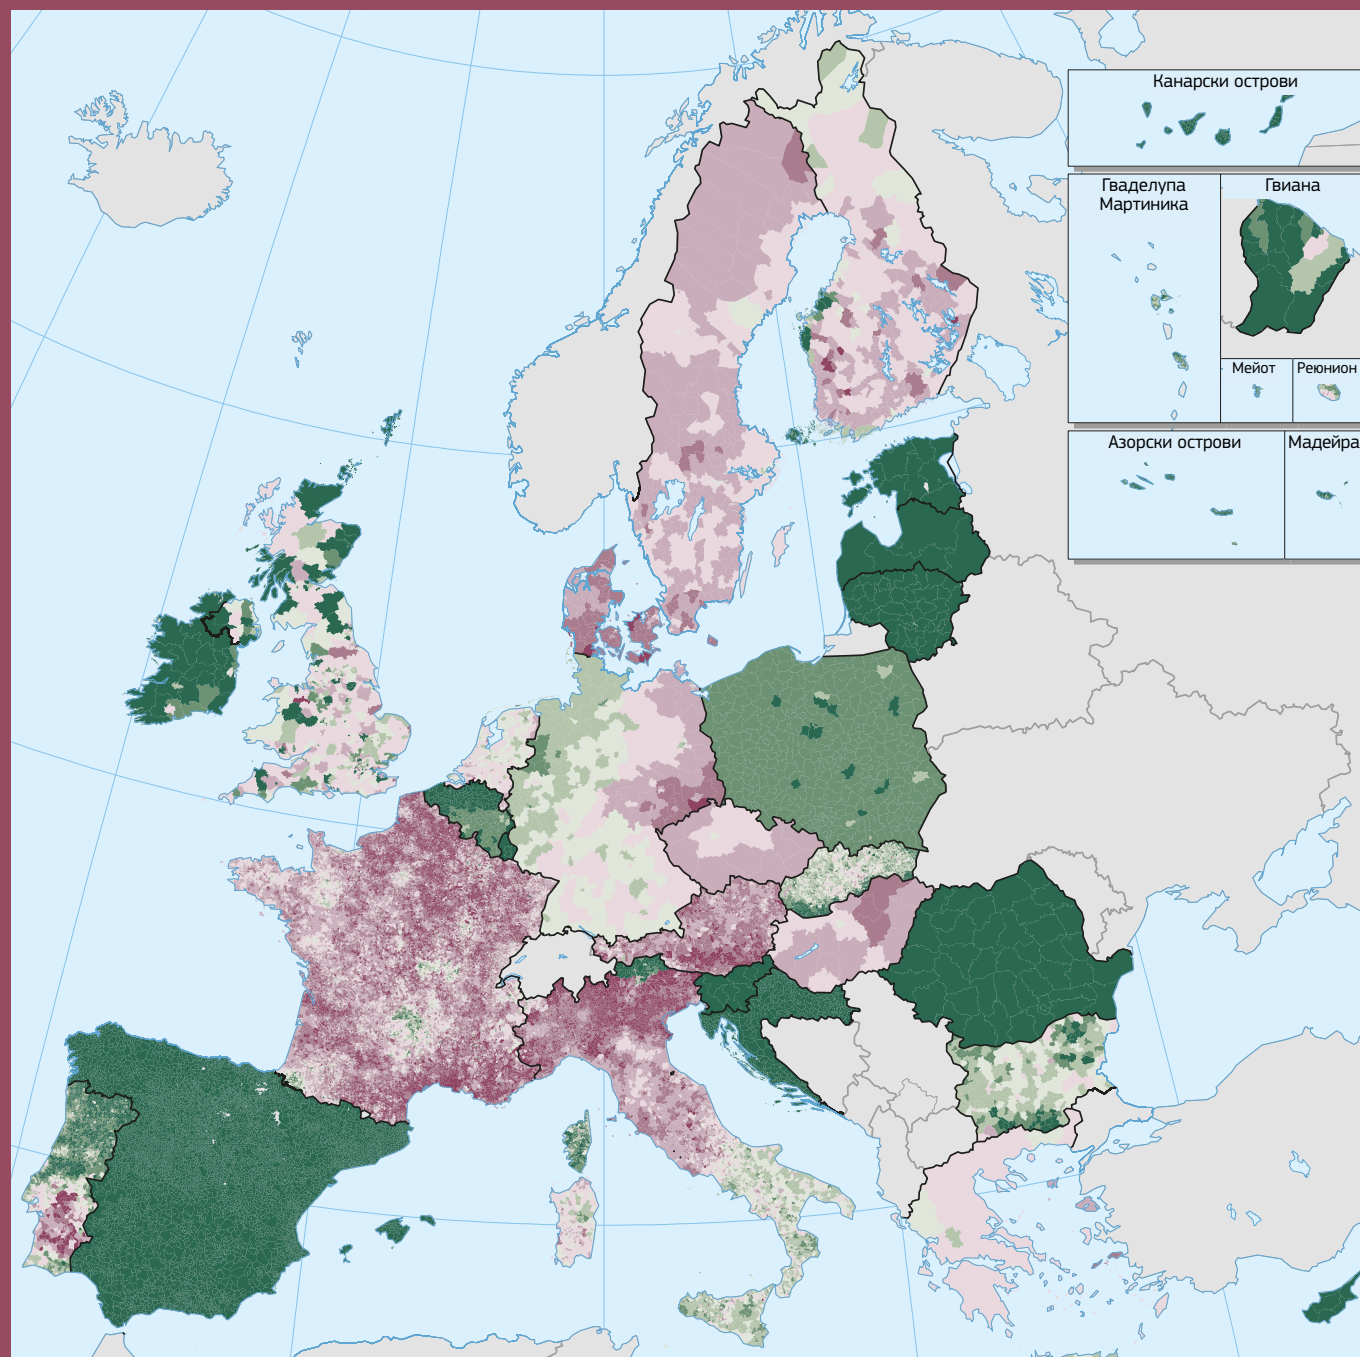 Канарски острови
Гваделупа
Мартиника
Гвиана
Мейот
Реюнион
Азорски острови
Мадейра